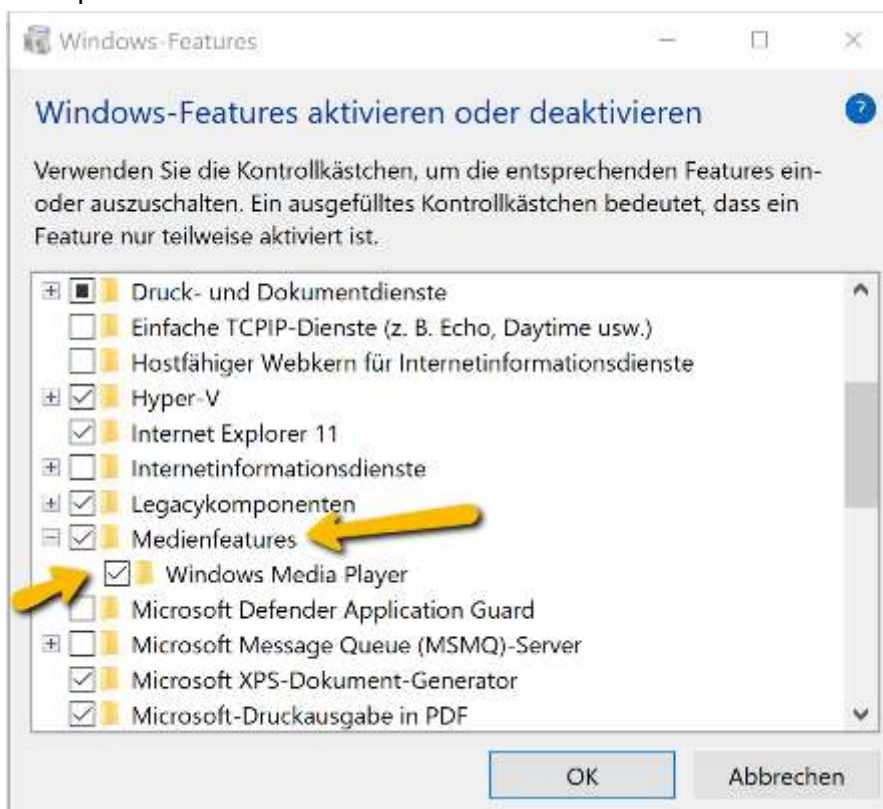 Windows-Features
Windows-Features aktivieren oder deaktivieren
?
Verwenden Sie die Kontrollkästchen, um die entsprechenden Features ein-
oder auszuschalten. Ein ausgefülltes Kontrollkästchen bedeutet, dass ein
Feature nur teilweise aktiviert ist.
Druck- und Dokumentdienste
Einfache TCPIP-Dienste (z. B. Echo, Daytime usw.)
Hostfähiger Webkern für Internetinformationsdienste
Hyper-V
Internet Explorer 11
Internetinformationsdienste
Legacykomponenten
Medienfeatures
Windows Media Player
Microsoft Defender Application Guard
Microsoft Message Queue (MSMQ)-Server
Microsoft XPS-Dokument-Generator
Microsoft-Druckausgabe in PDF
OK Abbrechen